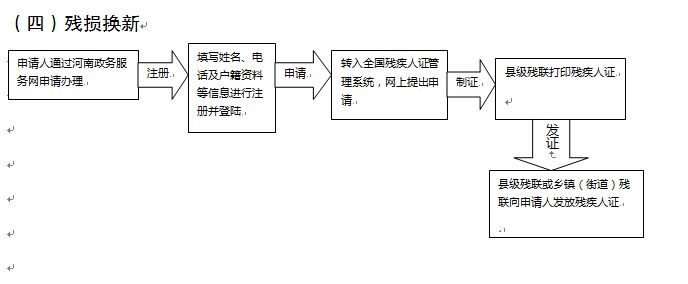 （四）残损换新
申请人通过河南政务服
务网申请办理.
注册.
填写姓名、电
话及户籍资料
等信息进行注
册并登陆.
申请.
转入全国残疾人证管
理系统，网上提出申
请.
制证.
县级残联打印残疾人证.
发
证
县级残联或乡镇（街道）残
联向申请人发放残疾人证.